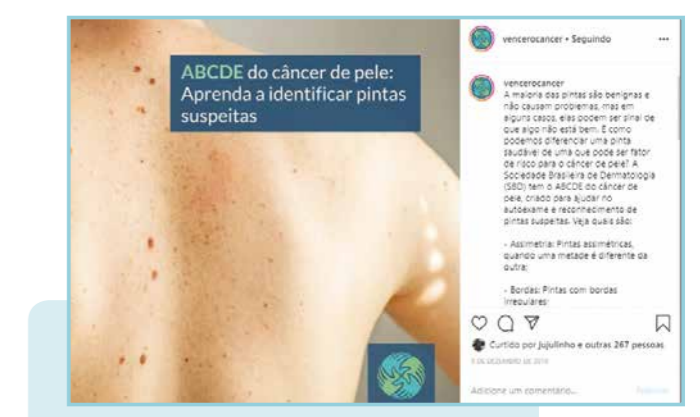 ABCDE do câncer de pele:
Aprenda a identificar pintas
suspeitas
vencerocancer • Seguindo
vencerocancer
A maioria das pintas são benignas e
não causam problemas, mas em
alguns casos, elas podem ser sinal de
que algo não está bem. E como
podemos diferenciar uma pinta
saudável de uma que pode ser fator
de risco para o câncer de pele? A
Sociedade Brasileira de Dermatologia
(SBD) tem o ABCDE do câncer de
pele, criado para ajudar no
autoexame e reconhecimento de
pintas suspeitas. Veja quais são:
- Assimetria: Pintas assimétricas,
quando uma metade é diferente da
outra;
- Bordas: Pintas com bordas
irregulares;
Curtido por jujulinho e outras 267 pessoas
DE DEZEMBRO DE
Adicione um comentário...